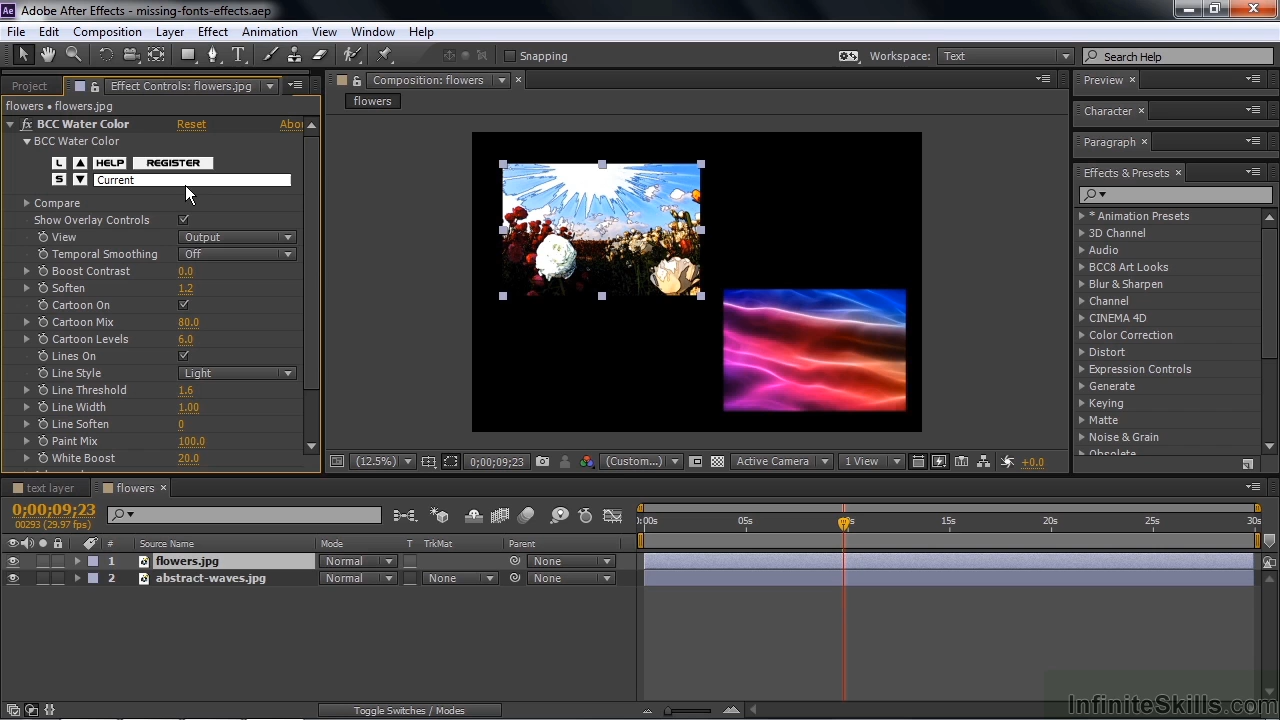 Adobe After Effects - missing-fonts-effects.aep
File Edit Composition Layer Effect Animation View Window Help
Snapping Workspace: Text Search Help
Project Effect Controls: flowers.jpg
flowers • flowers.jpg
fx BCC Water Color Reset Abo
BCC Water Color
L HELP REGISTER
S Current
Compare
Show Overlay Controls
View Output
Temporal Smoothing Off
Boost Contrast 0.0
Soften 1.2
Cartoon On
Cartoon Mix 80.0
Cartoon Levels 6.0
Lines On
Line Style Light
Line Threshold 1.6
Line Width 1.00
Line Soften 0
Paint Mix 100.0
White Boost 20.0
Composition: flowers
flowers
(12.5%) 0;00;09;23 (Custom...) Active Camera 1 View +0.0
Preview
Character
Paragraph
Effects & Presets
* Animation Presets
3D Channel
Audio
BCC8 Art Looks
Blur & Sharpen
Channel
CINEMA 4D
Color Correction
Distort
Expression Controls
Generate
Keying
Matte
Noise & Grain
Obsolete
text layer flowers
0;00;09;23
00293 (29.97 fps)
0:00s 05s 15s 20s 25s 30s
# Source Name Mode T TrkMat Parent
1 flowers.jpg Normal None
2 abstract-waves.jpg Normal None None
Toggle Switches / Modes
InfiniteSkills.com